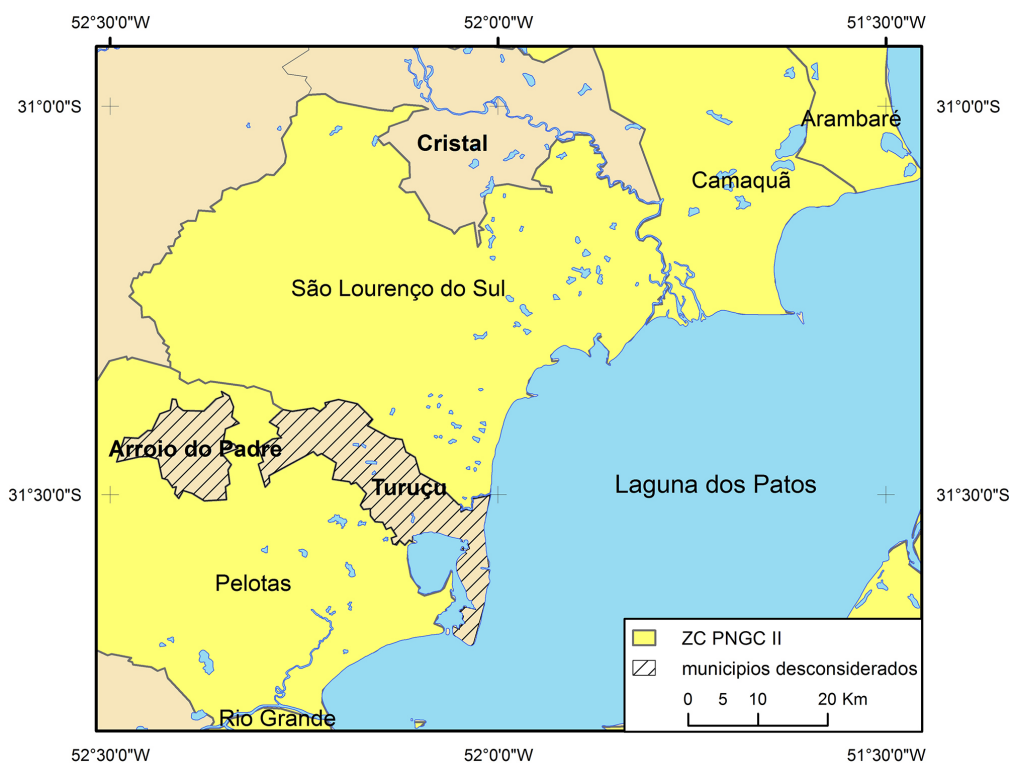 52°30'0"W 52°0'0"W 51°30'0"W
31°0'0"S 31°0'0"S
Arambaré
Cristal
Camaquã
São Lourenço do Sul
Arroio do Padre
Turuçu
Laguna dos Patos
31°30'0"S 31°30'0"S
Pelotas
Rio Grande
ZC PNGC II
municipios desconsiderados
0 5 10 20 Km
52°30'0"W 52°0'0"W 51°30'0"W